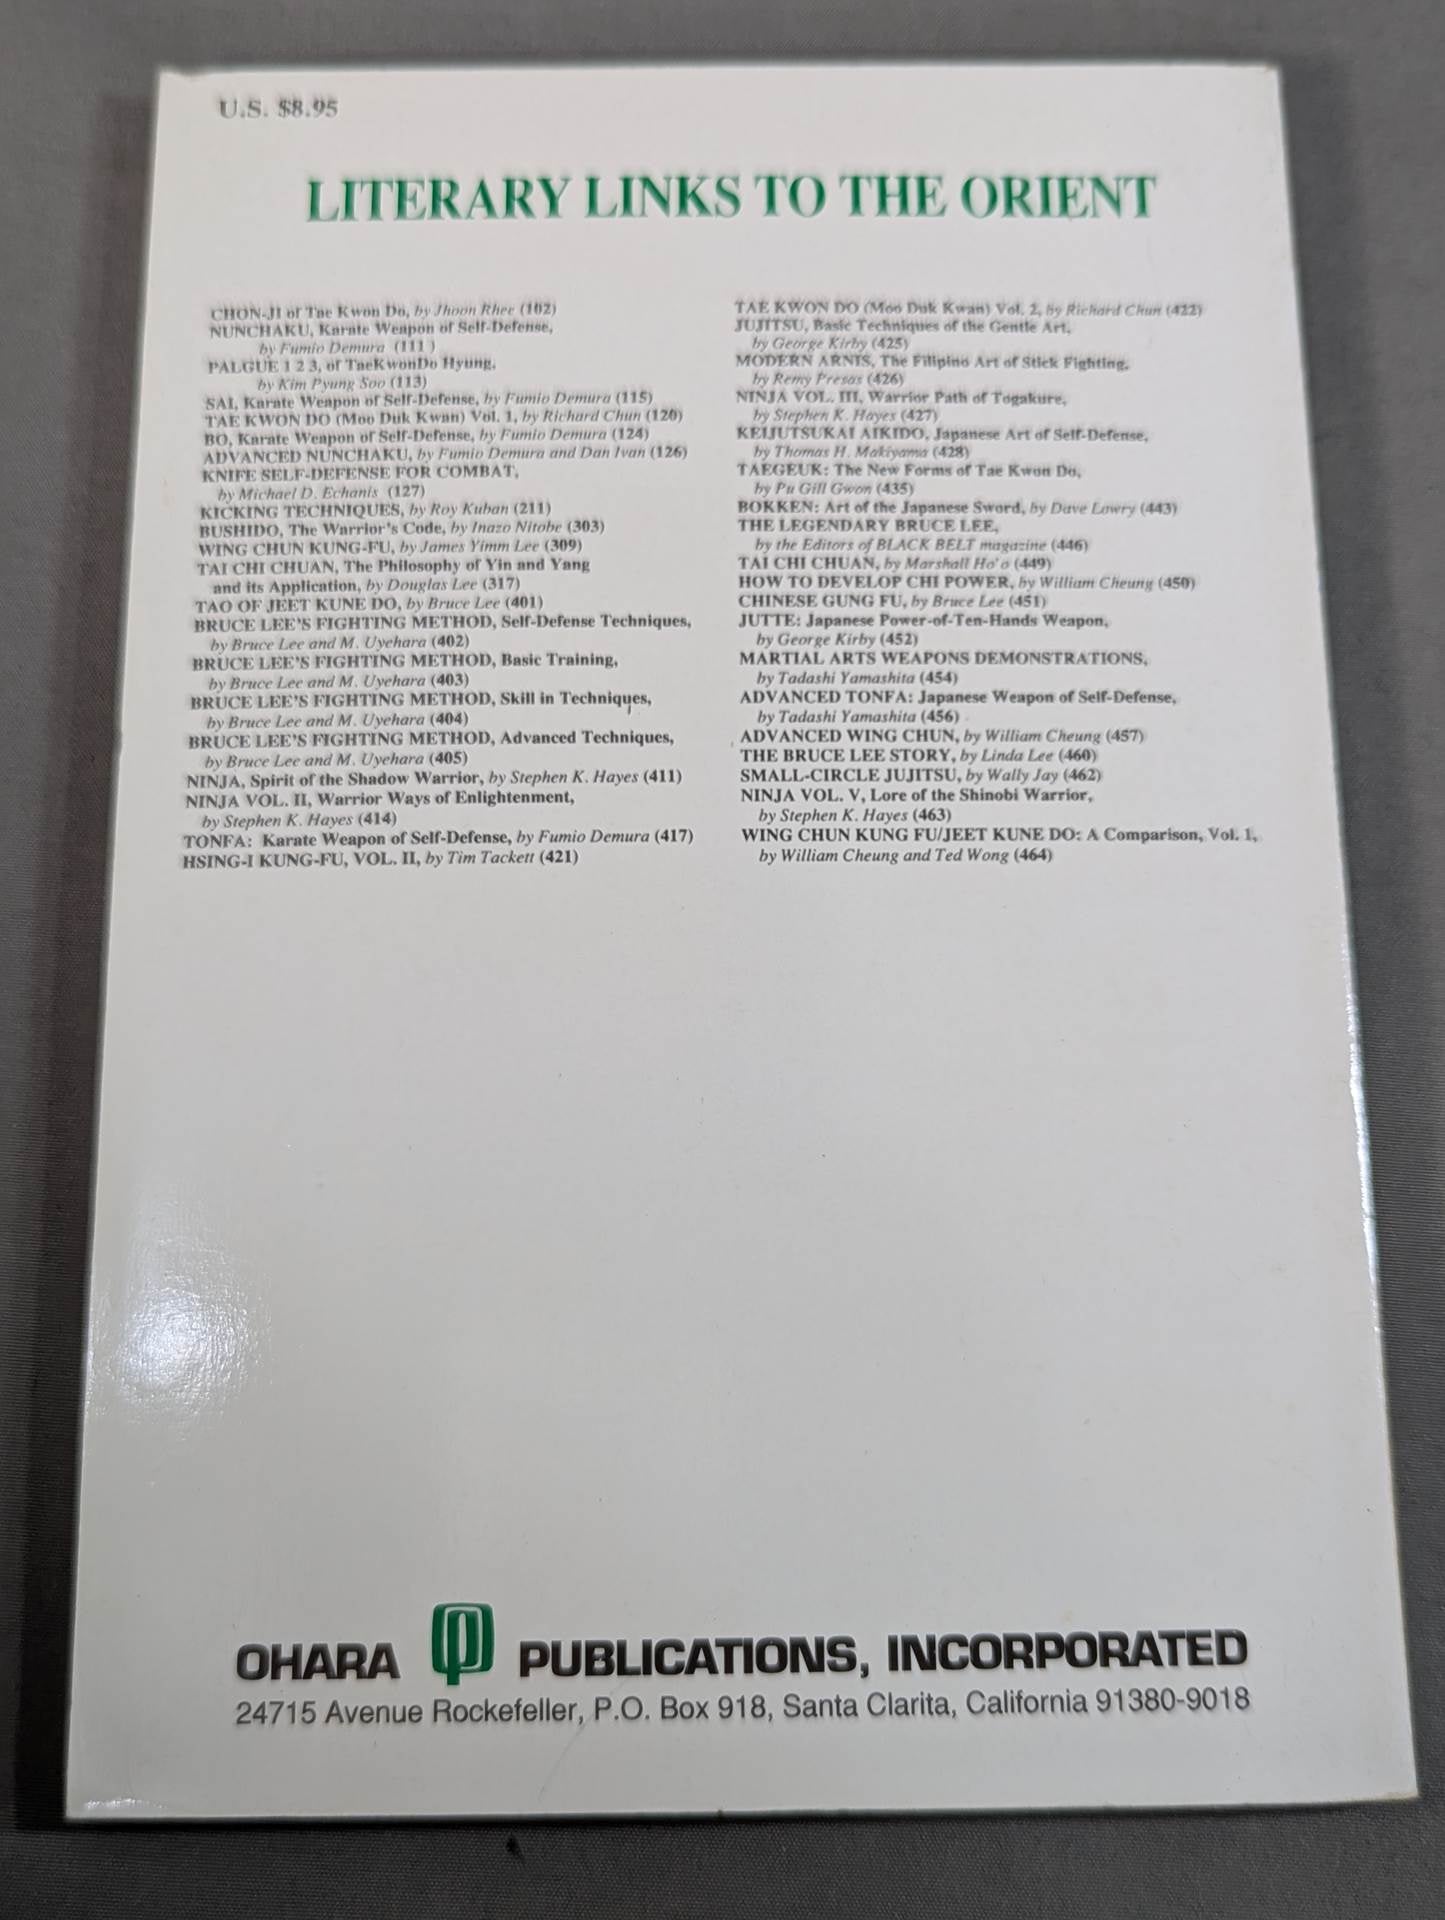 U.S. $8.95
LITERARY LINKS TO THE ORIENT
CHON-JI of Tae Kwon Do, by Jhoon Rhee (102)
NUNCHAKU, Karate Weapon of Self-Defense,
by Fumio Demura (111 )
PALGUE 1 2 3, of TaeKwonDo Hyung,
by Kim Pyung Soo (113)
SAI, Karate Weapon of Self-Defense, by Fumio Demura (115)
TAE KWON DO (Moo Duk Kwan) Vol. 1, by Richard Chun (120)
BO, Karate Weapon of Self-Defense, by Fumio Demura (124)
ADVANCED NUNCHAKU, by Fumio Demura and Dan Ivan (126)
KNIFE SELF-DEFENSE FOR COMBAT,
by Michael D. Echanis (127)
KICKING TECHNIQUES, by Roy Kuban (211)
BUSHIDO, The Warrior's Code, by Inazo Nitobe (303)
WING CHUN KUNG-FU, by James Yimm Lee (309)
TAI CHI CHUAN, The Philosophy of Yin and Yang
and its Application, by Douglas Lee (317)
TAO OF JEET KUNE DO, by Bruce Lee (401)
BRUCE LEE'S FIGHTING METHOD, Self-Defense Techniques,
by Bruce Lee and M. Uyehara (402)
BRUCE LEE'S FIGHTING METHOD, Basic Training,
by Bruce Lee and M. Uyehara (403)
BRUCE LEE'S FIGHTING METHOD, Skill in Techniques,
by Bruce Lee and M. Uyehara (404)
BRUCE LEE'S FIGHTING METHOD, Advanced Techniques,
by Bruce Lee and M. Uyehara (405)
NINJA, Spirit of the Shadow Warrior, by Stephen K. Hayes (411)
NINJA VOL. II, Warrior Ways of Enlightenment,
by Stephen K. Hayes (414)
TONFA: Karate Weapon of Self-Defense, by Fumio Demura (417)
HSING-I KUNG-FU, VOL. II, by Tim Tackett (421)
TAE KWON DO (Moo Duk Kwan) Vol. 2, by Richard Chun (422)
JUJITSU, Basic Techniques of the Gentle Art,
by George Kirby (425)
MODERN ARNIS, The Filipino Art of Stick Fighting,
by Remy Presas (426)
NINJA VOL. III, Warrior Path of Togakure,
by Stephen K. Hayes (427)
KEIJUTSUKAI AIKIDO, Japanese Art of Self-Defense,
by Thomas H. Makiyama (428)
TAEGEUK: The New Forms of Tae Kwon Do,
by Pu Gill Gwon (435)
BOKKEN: Art of the Japanese Sword, by Dave Lowry (443)
THE LEGENDARY BRUCE LEE,
by the Editors of BLACK BELT magazine (446)
TAI CHI CHUAN, by Marshall Ho'o (449)
HOW TO DEVELOP CHI POWER, by William Cheung (450)
CHINESE GUNG FU, by Bruce Lee (451)
JUTTE: Japanese Power-of-Ten-Hands Weapon,
by George Kirby (452)
MARTIAL ARTS WEAPONS DEMONSTRATIONS,
by Tadashi Yamashita (454)
ADVANCED TONFA: Japanese Weapon of Self-Defense,
by Tadashi Yamashita (456)
ADVANCED WING CHUN, by William Cheung (457)
THE BRUCE LEE STORY, by Linda Lee (460)
SMALL-CIRCLE JUJITSU, by Wally Jay (462)
NINJA VOL. V, Lore of the Shinobi Warrior,
by Stephen K. Hayes (463)
WING CHUN KUNG FU/JEET KUNE DO: A Comparison, Vol. 1,
by William Cheung and Ted Wong (464)
OHARA PUBLICATIONS, INCORPORATED
24715 Avenue Rockefeller, P.O. Box 918, Santa Clarita, California 91380-9018